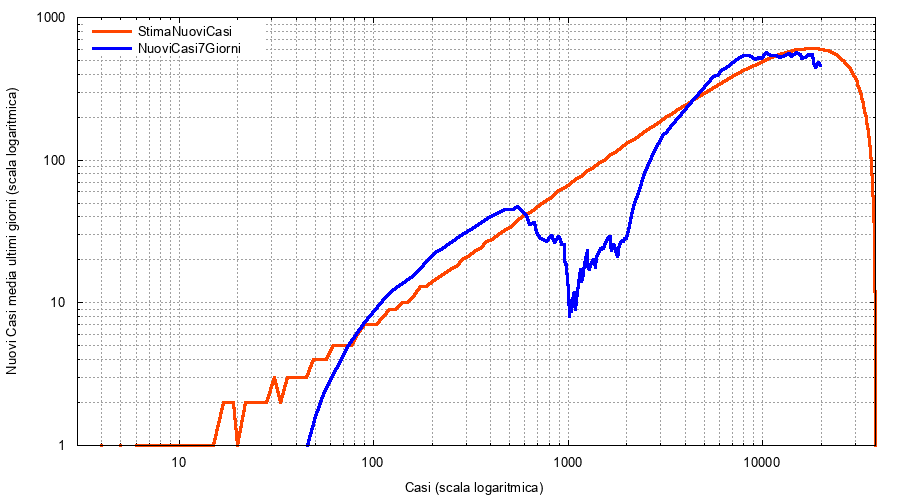 1000
StimaNuoviCasi
NuoviCasi7Giorni
100
10
1
Nuovi Casi media ultimi giorni (scala logaritmica)
10 100 1000 10000
Casi (scala logaritmica)